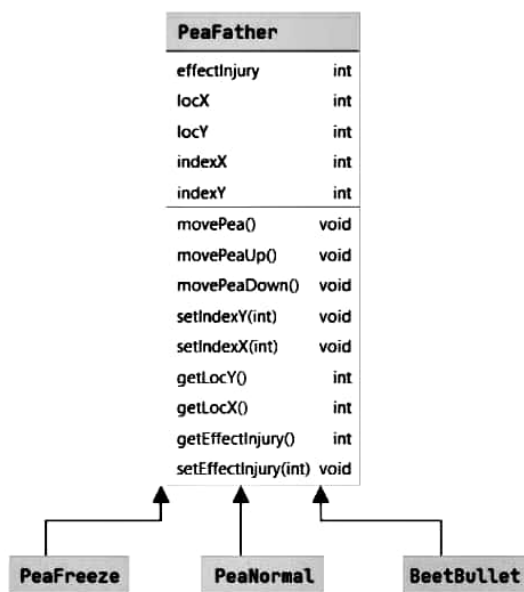 PeaFather
effectInjury int
locX int
locY int
indexX int
indexY int
movePea() void
movePeaUp() void
movePeaDown() void
setIndexY(int) void
setIndexX(int) void
getLocY() int
getLocX() int
getEffectInjury() int
setEffectInjury(int) void
PeaFreeze PeaNormal BeetBullet